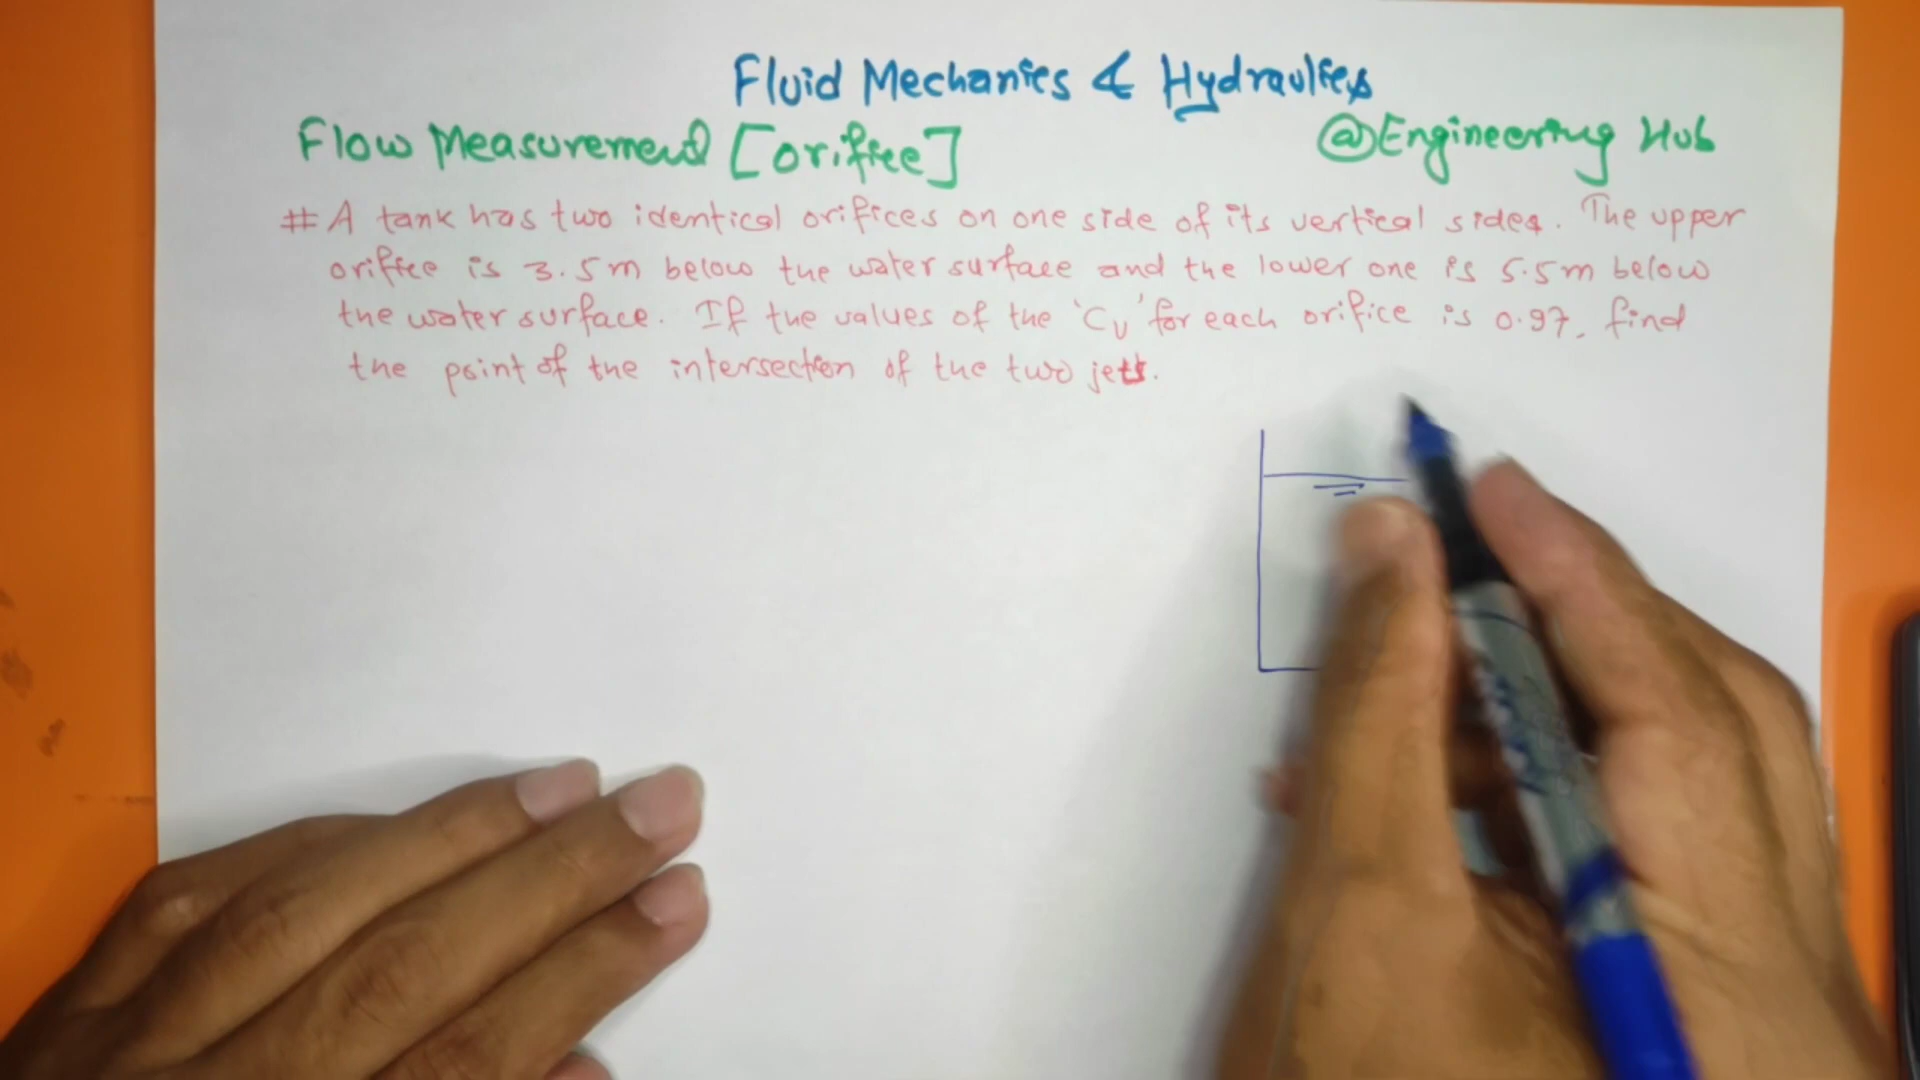 Fluid Mechanics & Hydraulics
Flow Measurement [orifice]
@Engineering Hub
# A tank has two identical orifices on one side of its vertical sides. The upper
orifice is 3.5m below the water surface and the lower one is 5.5m below
the water surface. If the values of the 'Cv' for each orifice is 0.97, find
the point of the intersection of the two jets.